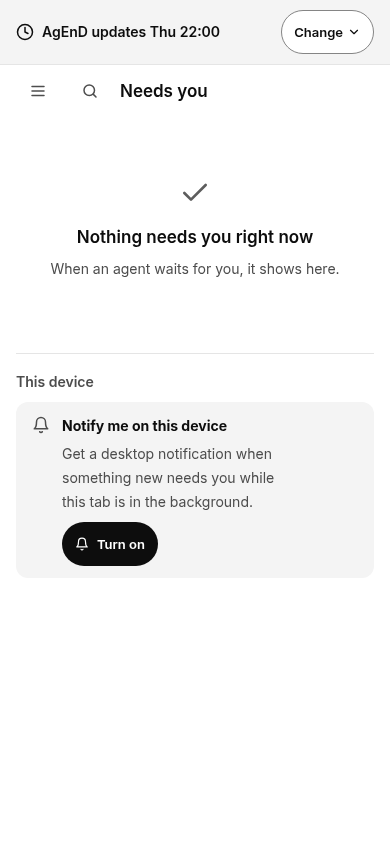 AgEnD updates Thu 22:00
Change
Needs you
Nothing needs you right now
When an agent waits for you, it shows here.
This device
Notify me on this device
Get a desktop notification when
something new needs you while
this tab is in the background.
Turn on